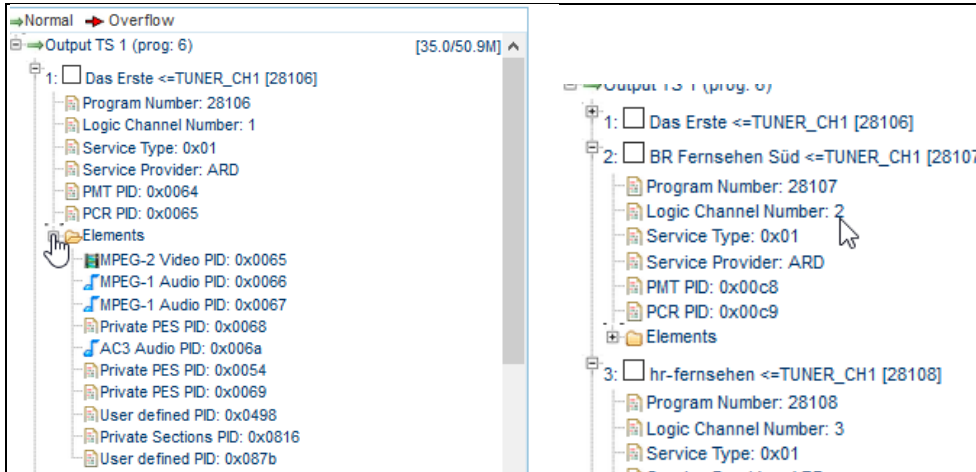 Normal Overflow
Output TS 1 (prog: 6) [35.0/50.9M]
1: Das Erste <=TUNER_CH1 [28106]
Program Number: 28106
Logic Channel Number: 1
Service Type: 0x01
Service Provider: ARD
PMT PID: 0x0064
PCR PID: 0x0065
Elements
MPEG-2 Video PID: 0x0065
MPEG-1 Audio PID: 0x0066
MPEG-1 Audio PID: 0x0067
Private PES PID: 0x0068
AC3 Audio PID: 0x006a
Private PES PID: 0x0054
Private PES PID: 0x0069
User defined PID: 0x0498
Private Sections PID: 0x0816
User defined PID: 0x087b
Output TS 1 (prog: 6)
1: Das Erste <=TUNER_CH1 [28106]
2: BR Fernsehen Süd <=TUNER_CH1 [28107
Program Number: 28107
Logic Channel Number: 2
Service Type: 0x01
Service Provider: ARD
PMT PID: 0x00c8
PCR PID: 0x00c9
Elements
3: hr-fernsehen <=TUNER_CH1 [28108]
Program Number: 28108
Logic Channel Number: 3
Service Type: 0x01